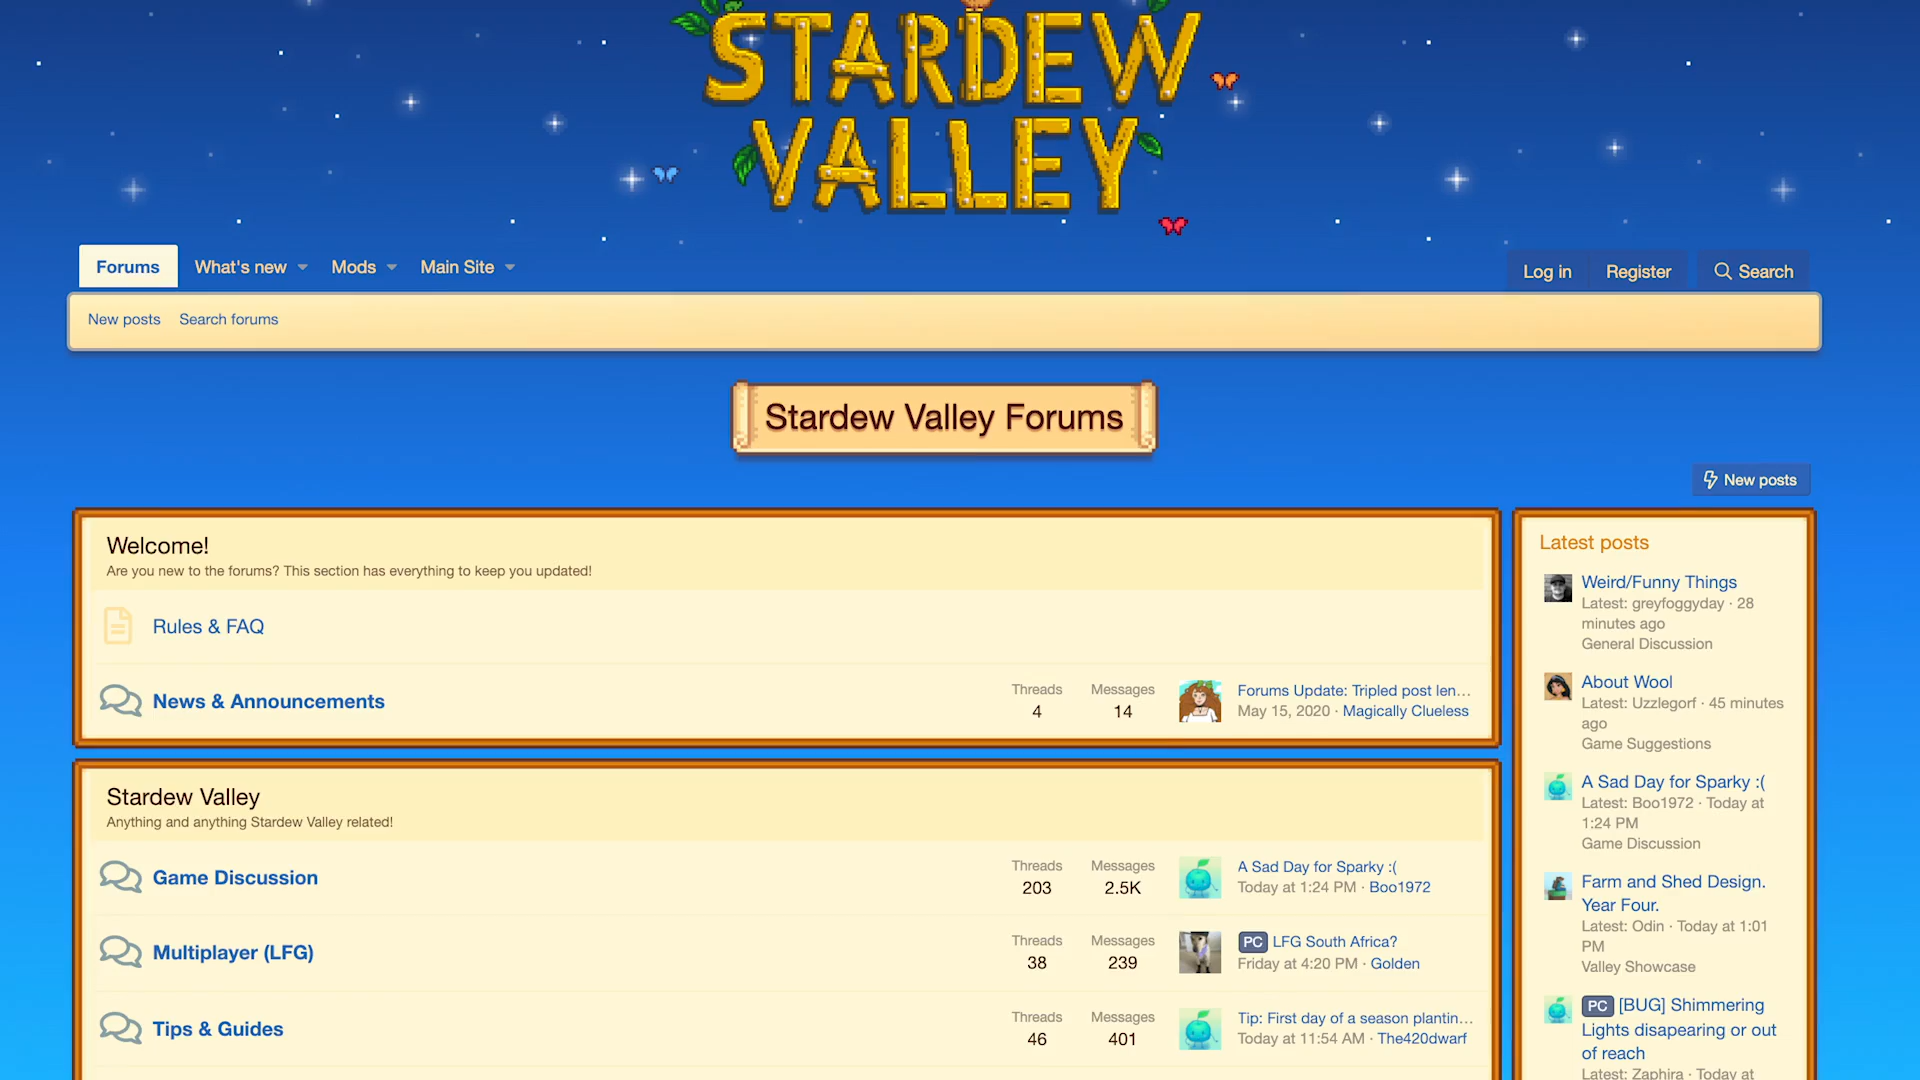 STARDEW
VALLEY
Forums What's new Mods Main Site
Log in Register Search
New posts Search forums
Stardew Valley Forums
New posts
Welcome!
Are you new to the forums? This section has everything to keep you updated!
Rules & FAQ
News & Announcements
Threads
4
Messages
14
Forums Update: Tripled post len...
May 15, 2020 · Magically Clueless
Stardew Valley
Anything and anything Stardew Valley related!
Game Discussion
Threads
203
Messages
2.5K
A Sad Day for Sparky :(
Today at 1:24 PM · Boo1972
Multiplayer (LFG)
Threads
38
Messages
239
PC LFG South Africa?
Friday at 4:20 PM · Golden
Tips & Guides
Threads
46
Messages
401
Tip: First day of a season plantin...
Today at 11:54 AM · The420dwarf
Latest posts
Weird/Funny Things
Latest: greyfoggyday · 28
minutes ago
General Discussion
About Wool
Latest: Uzzlegorf · 45 minutes
ago
Game Suggestions
A Sad Day for Sparky :(
Latest: Boo1972 · Today at
1:24 PM
Game Discussion
Farm and Shed Design.
Year Four.
Latest: Odin · Today at 1:01
PM
Valley Showcase
PC [BUG] Shimmering
Lights disapearing or out
of reach
Latest: Zaphira · Today at